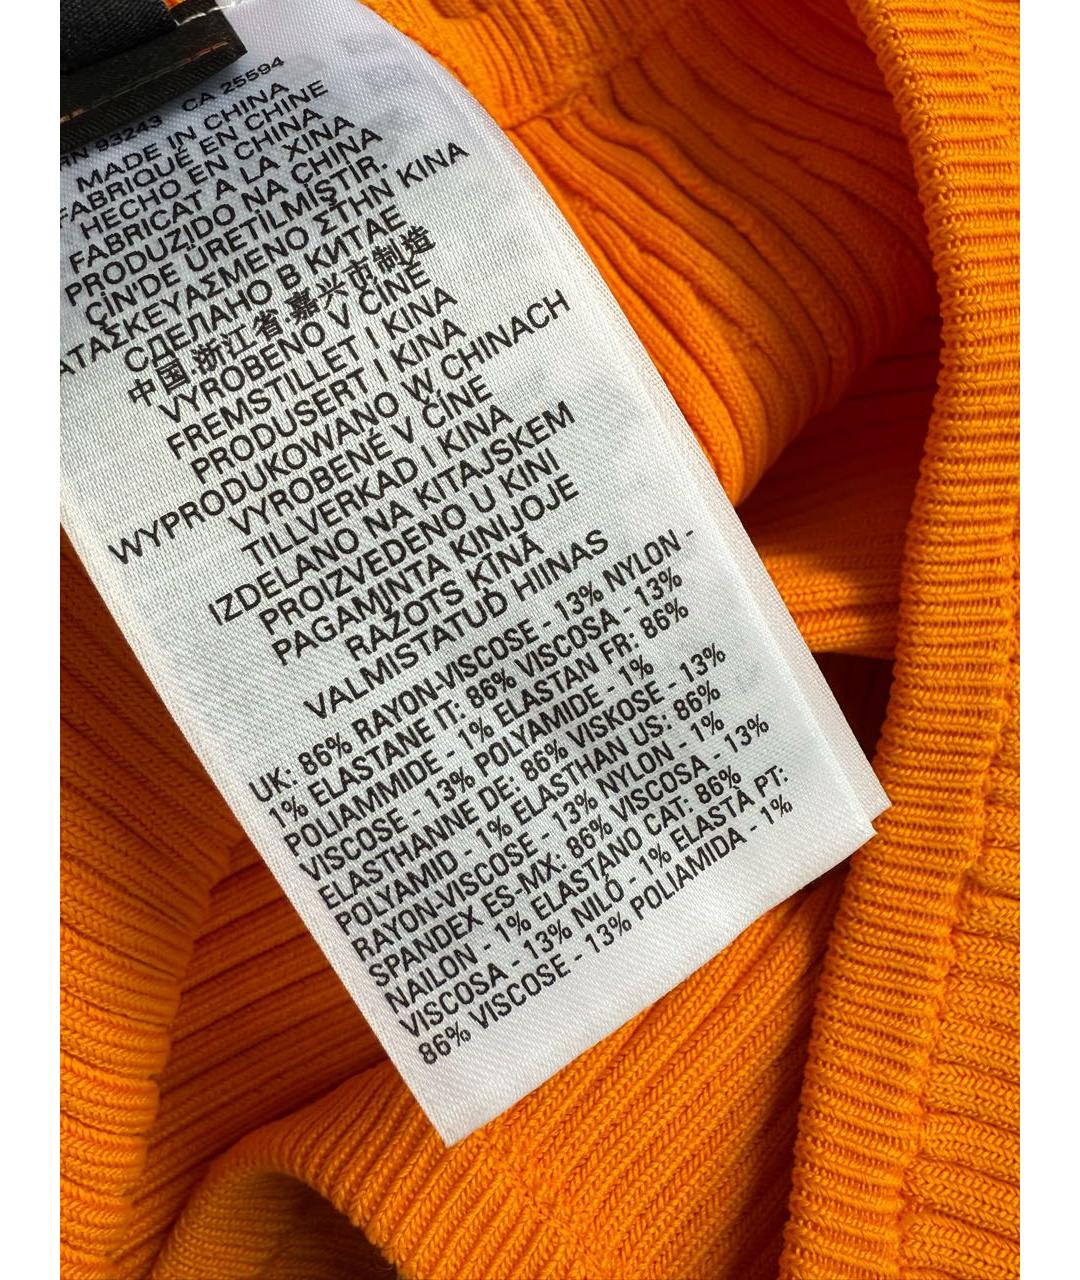 RN 93243 CA 25594
MADE IN CHINA
FABRIQUÉ EN CHINE
HECHO EN CHINA
FABRICAT A LA XINA
PRODUZIDO NA CHINA
ÇİN'DE ÜRETİLMİŞTİR.
ΑΤΑΣΚΕΥΑΣΜΕΝΟ ΣΤΗΝ ΚΙΝΑ
СДЕЛАНО В КИТАЕ
中国.浙江省.嘉兴市制造
VYROBENO V ČÍNĚ
FREMSTILLET I KINA
PRODUSERT I KINA
WYPRODUKOWANO W CHINACH
VYROBENÉ V ČÍNE
TILLVERKAD I KINA
IZDELANO NA KITAJSKEM
PROIZVEDENO U KINI
PAGAMINTA KINIJOJE
RAŽOTS ĶĪNĀ
VALMISTATUD HIINAS
UK: 86% RAYON-VISCOSE - 13% NYLON -
1% ELASTANE IT: 86% VISCOSA - 13%
POLIAMMIDE - 1% ELASTAN FR: 86%
VISCOSE - 13% POLYAMIDE - 1%
ELASTHANNE DE: 86% VISKOSE - 13%
POLYAMID - 1% ELASTHAN US: 86%
RAYON-VISCOSE - 13% NYLON - 1%
SPANDEX ES-MX: 86% VISCOSA - 13%
NAILON - 1% ELASTANO CAT: 86%
VISCOSA - 13% NILÓ - 1% ELASTÀ PT:
86% VISCOSE - 13% POLIAMIDA - 1%